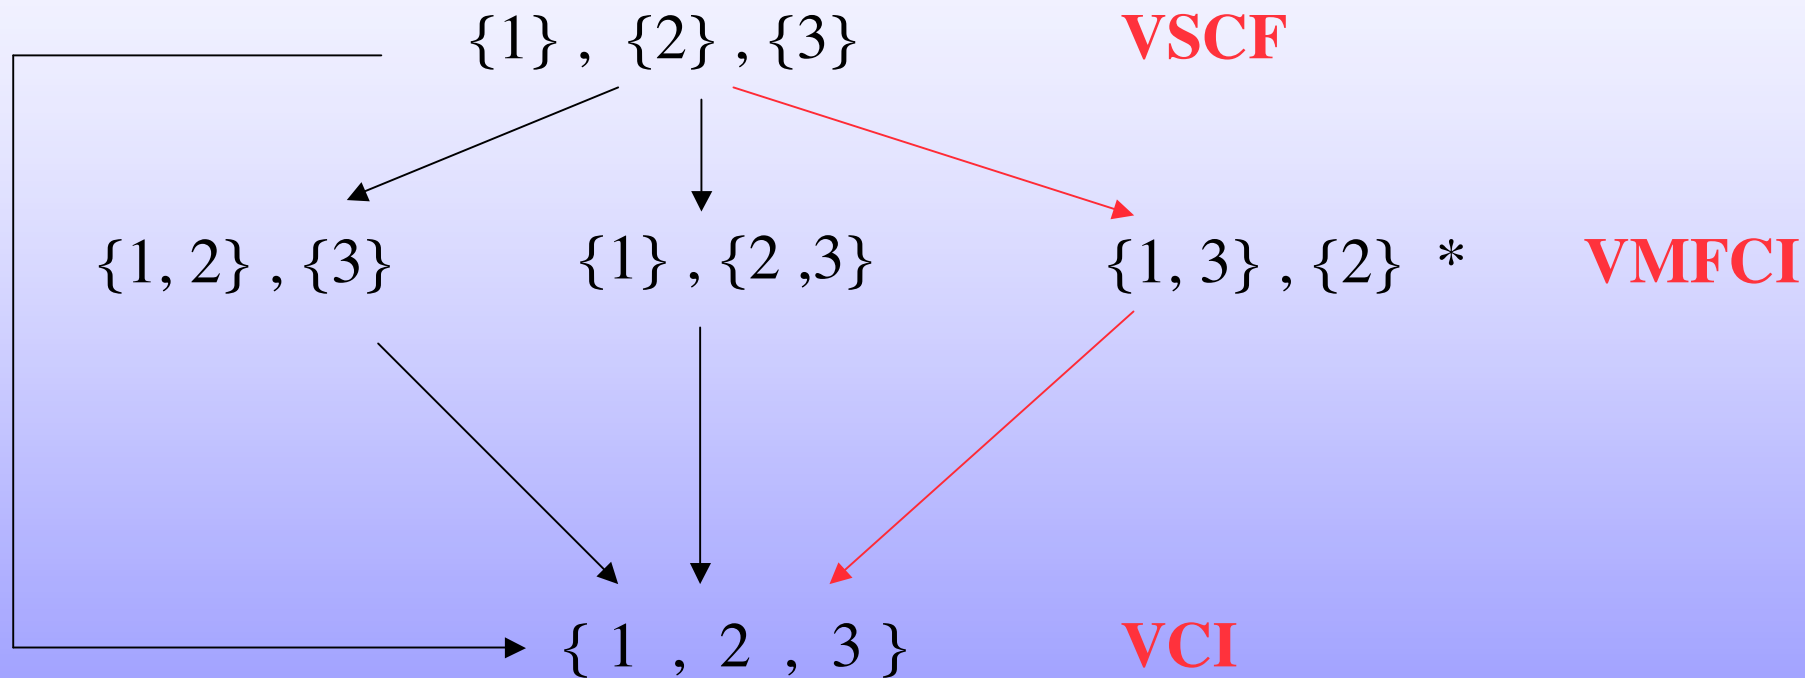 {1} , {2} , {3} VSCF
{1, 2} , {3} {1} , {2 ,3} {1, 3} , {2} * VMFCI
{ 1 , 2 , 3 } VCI